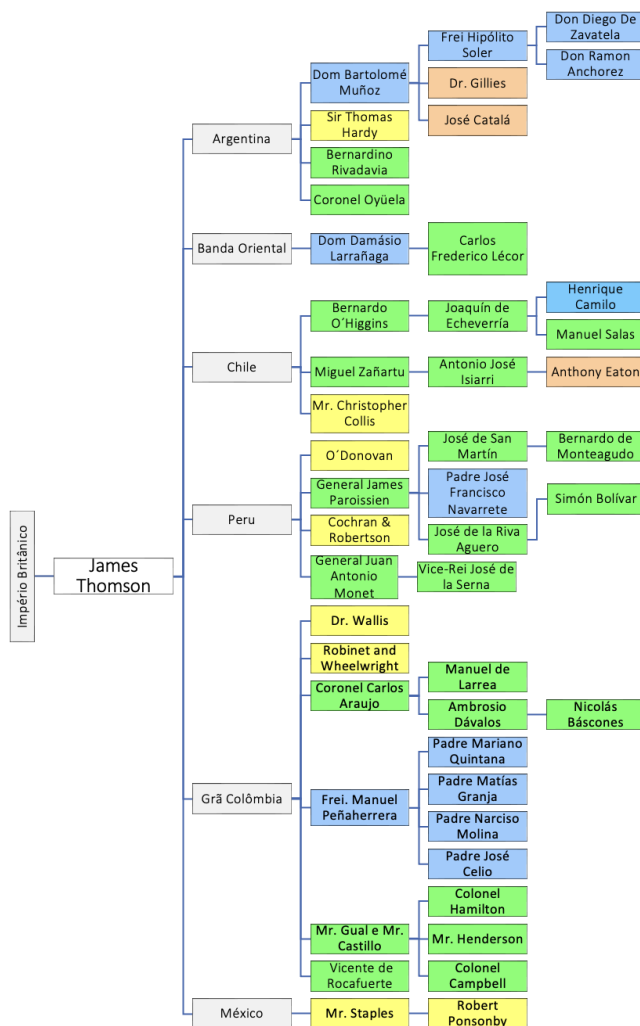 Império Britânico
James
Thomson
Argentina
Dom Bartolomé
Muñoz
Frei Hipólito
Soler
Don Diego De
Zavatela
Don Ramon
Anchorez
Dr. Gillies
José Catalá
Sir Thomas
Hardy
Bernardino
Rivadavia
Coronel Oyüela
Banda Oriental
Dom Damásio
Larrañaga
Carlos
Frederico Lécor
Chile
Bernardo
O´Higgins
Joaquín de
Echeverría
Henrique
Camilo
Manuel Salas
Miguel Zañartu
Antonio José
Isiarri
Anthony Eaton
Mr. Christopher
Collis
Peru
O´Donovan
General James
Paroissien
José de San
Martín
Bernardo de
Monteagudo
Padre José
Francisco
Navarrete
José de la Riva
Aguero
Simón Bolívar
Cochran &
Robertson
General Juan
Antonio
Monet
Vice-Rei José de
la Serna
Grã Colômbia
Dr. Wallis
Robinet and
Wheelwright
Coronel Carlos
Araujo
Manuel de
Larrea
Ambrosio
Dávalos
Nicolás
Báscones
Frei. Manuel
Peñaherrera
Padre Mariano
Quintana
Padre Matías
Granja
Padre Narciso
Molina
Padre José
Celio
Mr. Gual e Mr.
Castillo
Colonel
Hamilton
Mr. Henderson
Colonel
Campbell
Vicente de
Rocafuerte
México
Mr. Staples
Robert
Ponsonby